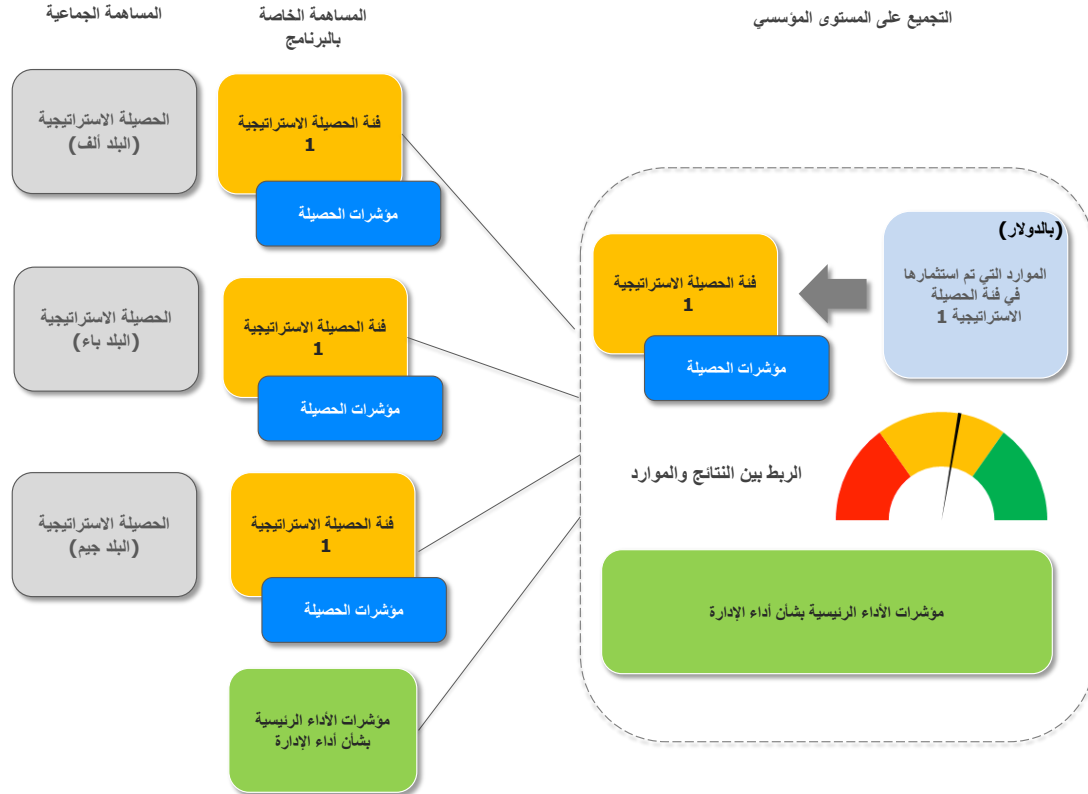 التجميع على المستوى المؤسسي
المساهمة الخاصة
بالبرنامج
المساهمة الجماعية
الحصيلة الاستراتيجية
(البلد ألف)
فئة الحصيلة الاستراتيجية
1
مؤشرات الحصيلة
الحصيلة الاستراتيجية
(البلد باء)
فئة الحصيلة الاستراتيجية
1
مؤشرات الحصيلة
الحصيلة الاستراتيجية
(البلد جيم)
فئة الحصيلة الاستراتيجية
1
مؤشرات الحصيلة
مؤشرات الأداء الرئيسية
بشأن أداء الإدارة
(بالدولار)
الموارد التي تم استثمارها
في فئة الحصيلة
الاستراتيجية 1
فئة الحصيلة الاستراتيجية
1
مؤشرات الحصيلة
الربط بين النتائج والموارد
مؤشرات الأداء الرئيسية بشأن أداء الإدارة